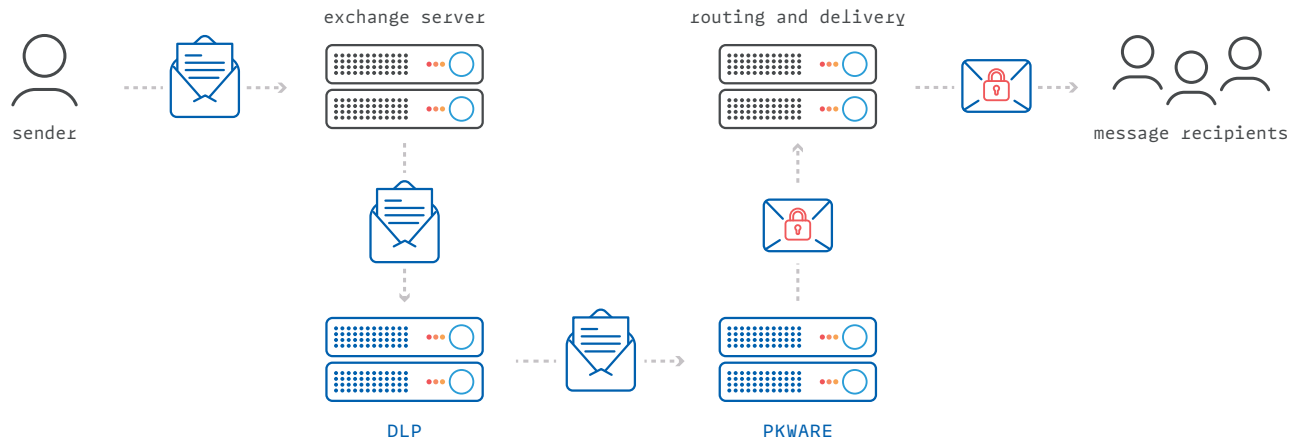 exchange server
routing and delivery
sender
message recipients
DLP
PKWARE